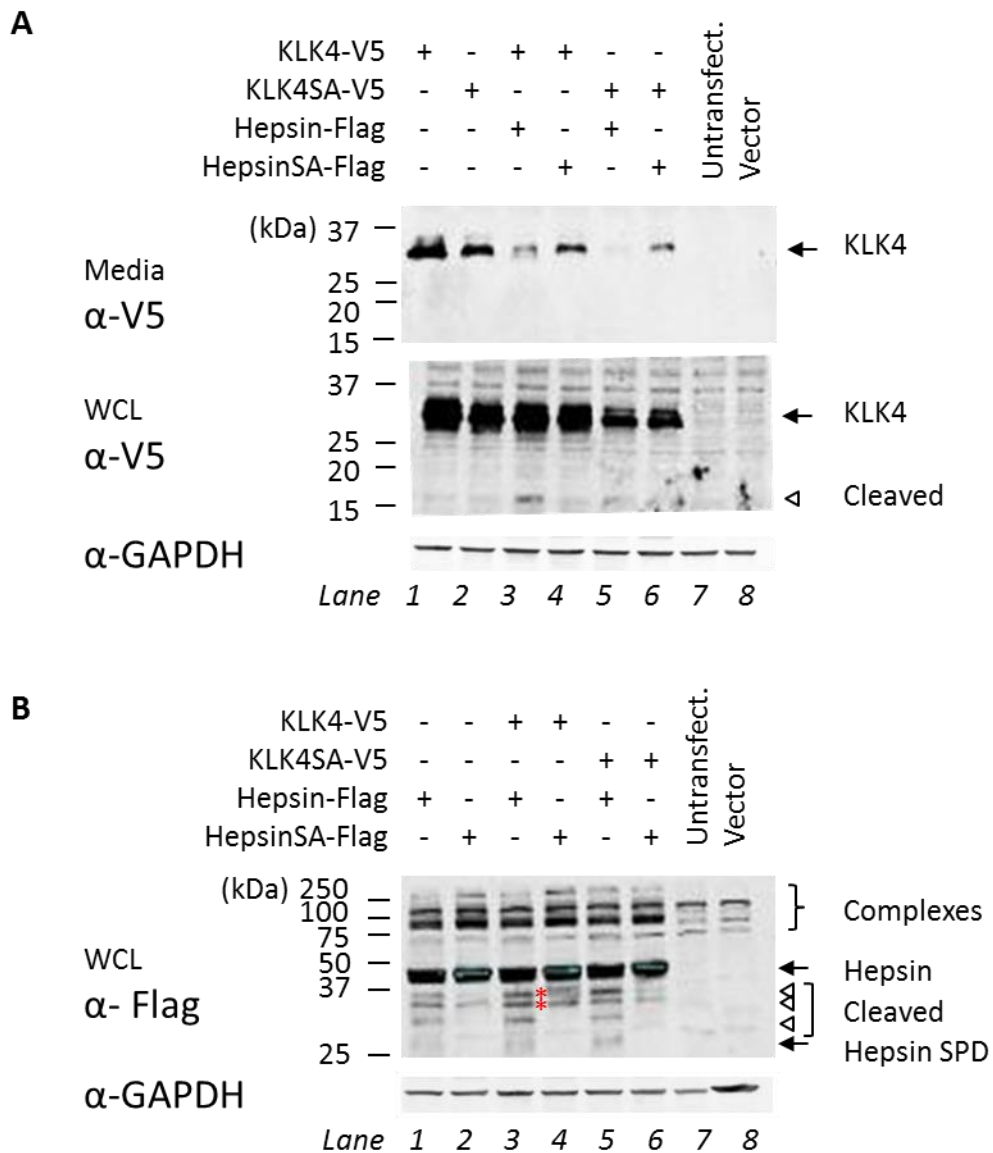 A
KLK4-V5 + - + + - -
KLK4SA-V5 - + - - + +
Hepsin-Flag - - + - + -
HepsinSA-Flag - - - + - +
Untransfect.
Vector
(kDa) 37
25
20
15
Media
α-V5
KLK4
37
25
20
15
WCL
α-V5
KLK4
Cleaved
α-GAPDH
Lane 1 2 3 4 5 6 7 8
B
KLK4-V5 - - + + - -
KLK4SA-V5 - - - - + +
Hepsin-Flag + - + - + -
HepsinSA-Flag - + - + - +
Untransfect.
Vector
(kDa) 250
100
75
50
37
25
WCL
α- Flag
**
Complexes
Hepsin
Cleaved
Hepsin SPD
α-GAPDH
Lane 1 2 3 4 5 6 7 8